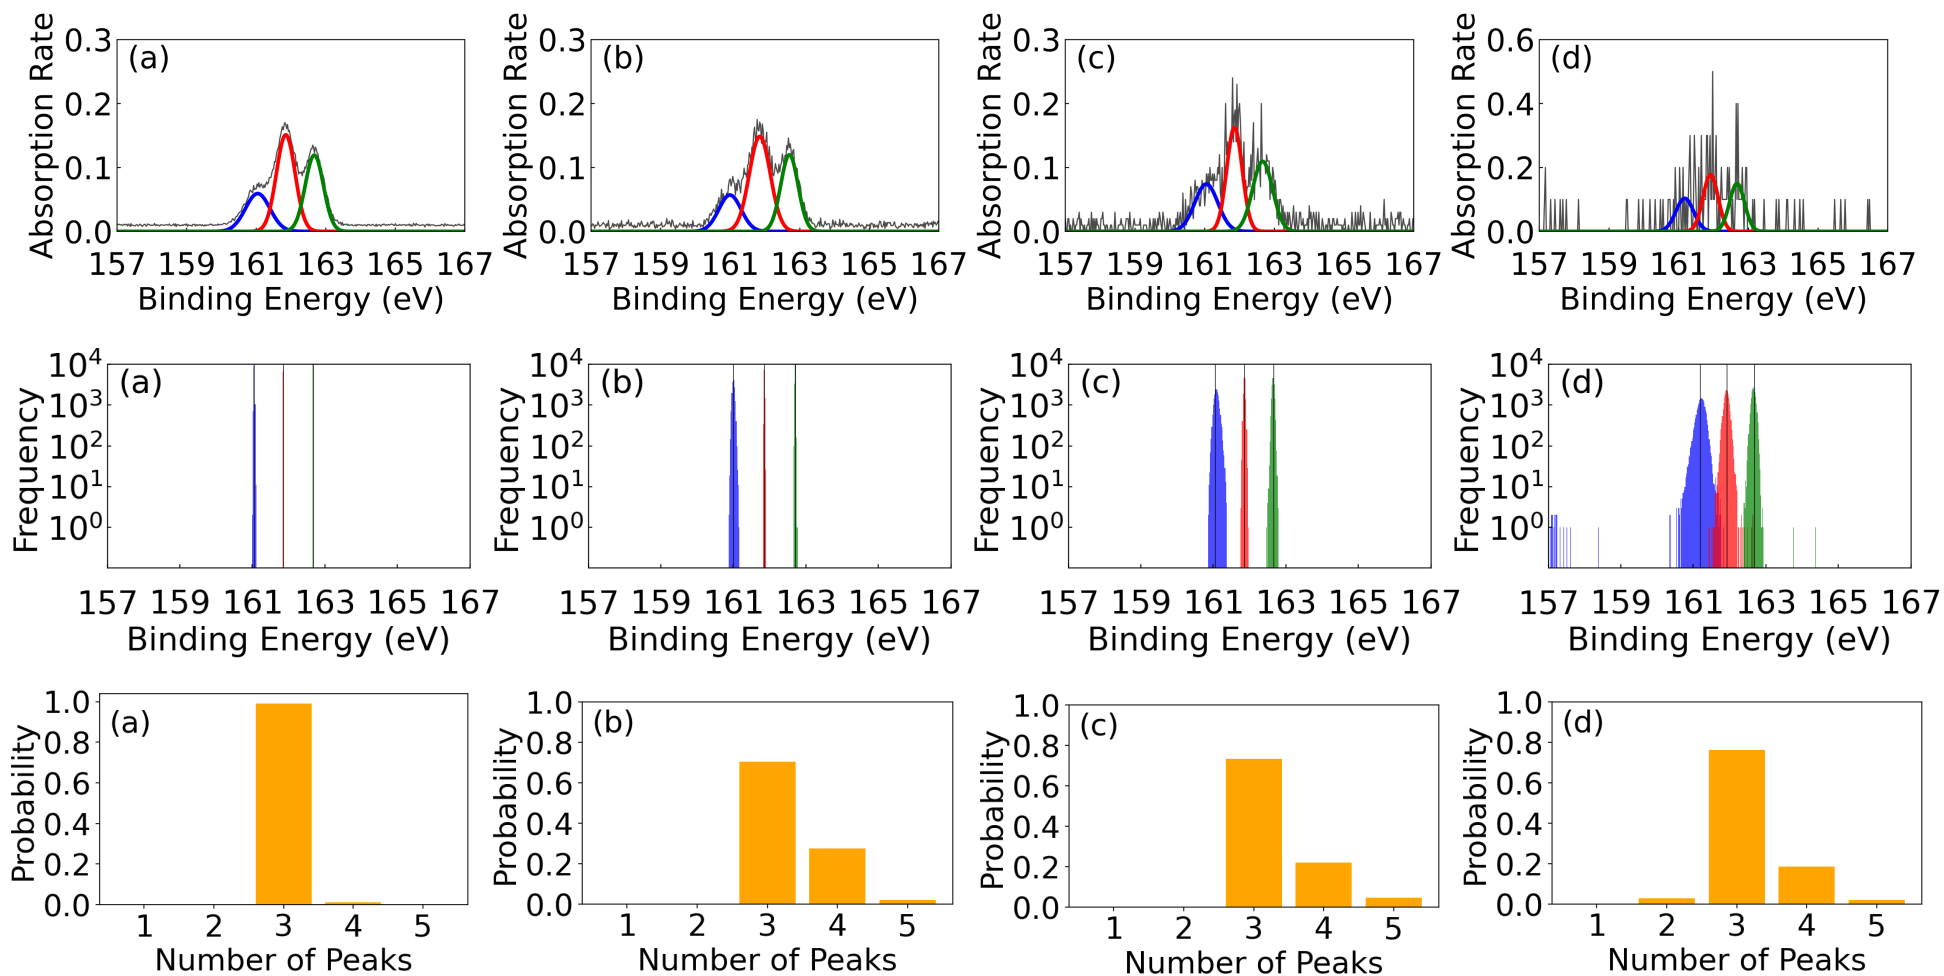 Absorption Rate
0.3
0.2
0.1
0.0
(a)
157 159 161 163 165 167
Binding Energy (eV)
Absorption Rate
0.3
0.2
0.1
0.0
(b)
157 159 161 163 165 167
Binding Energy (eV)
Absorption Rate
0.3
0.2
0.1
0.0
(c)
157 159 161 163 165 167
Binding Energy (eV)
Absorption Rate
0.6
0.4
0.2
0.0
(d)
157 159 161 163 165 167
Binding Energy (eV)
Frequency
10⁴
10³
10²
10¹
10⁰
(a)
157 159 161 163 165 167
Binding Energy (eV)
Frequency
10⁴
10³
10²
10¹
10⁰
(b)
157 159 161 163 165 167
Binding Energy (eV)
Frequency
10⁴
10³
10²
10¹
10⁰
(c)
157 159 161 163 165 167
Binding Energy (eV)
Frequency
10⁴
10³
10²
10¹
10⁰
(d)
157 159 161 163 165 167
Binding Energy (eV)
Probability
1.0
0.8
0.6
0.4
0.2
0.0
(a)
1 2 3 4 5
Number of Peaks
Probability
1.0
0.8
0.6
0.4
0.2
0.0
(b)
1 2 3 4 5
Number of Peaks
Probability
1.0
0.8
0.6
0.4
0.2
0.0
(c)
1 2 3 4 5
Number of Peaks
Probability
1.0
0.8
0.6
0.4
0.2
0.0
(d)
1 2 3 4 5
Number of Peaks